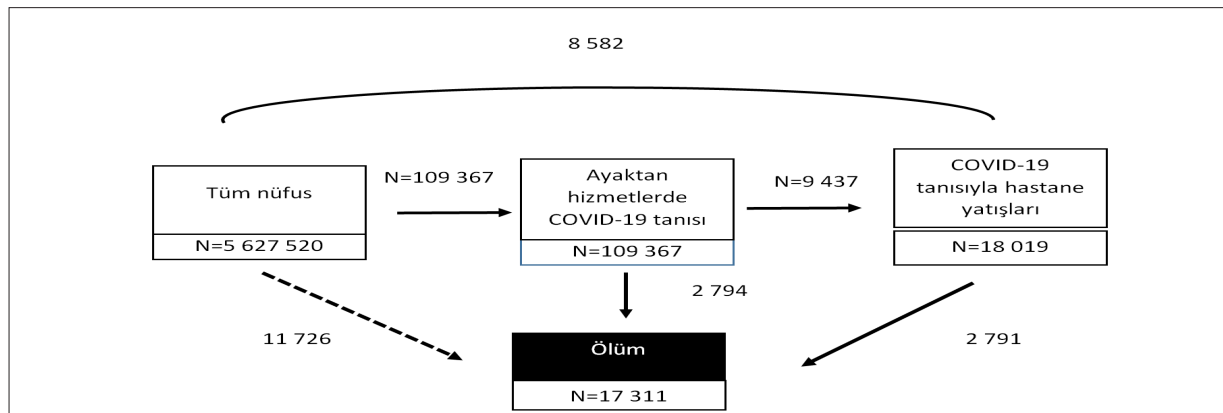 8 582
Tüm nüfus
N=5 627 520
N=109 367
Ayaktan
hizmetlerde
COVID-19 tanısı
N=109 367
N=9 437
COVID-19
tanısıyla hastane
yatışları
N=18 019
11 726
2 794
2 791
Ölüm
N=17 311